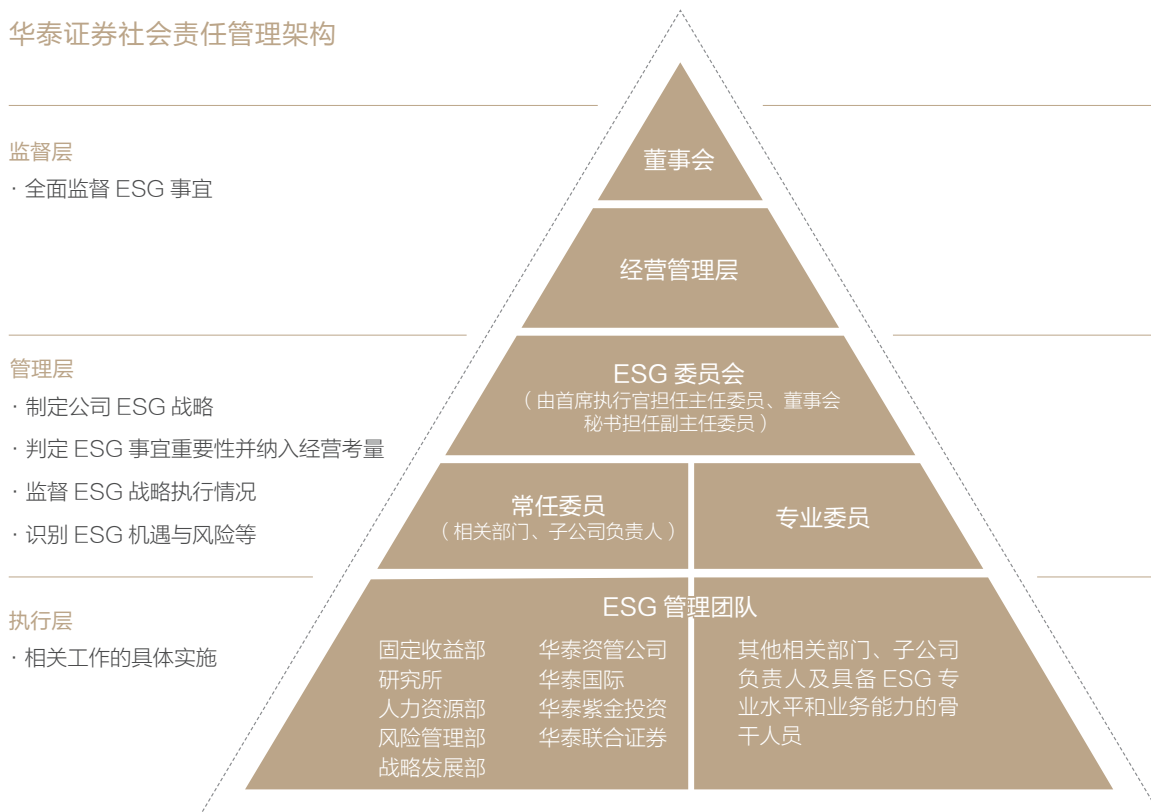 华泰证券社会责任管理架构
监督层
· 全面监督 ESG 事宜
董事会
经营管理层
管理层
· 制定公司 ESG 战略
· 判定 ESG 事宜重要性并纳入经营考量
· 监督 ESG 战略执行情况
· 识别 ESG 机遇与风险等
ESG 委员会
（由首席执行官担任主任委员、董事会
秘书担任副主任委员）
常任委员
（相关部门、子公司负责人）
专业委员
执行层
· 相关工作的具体实施
ESG 管理团队
固定收益部
研究所
人力资源部
风险管理部
战略发展部
华泰资管公司
华泰国际
华泰紫金投资
华泰联合证券
其他相关部门、子公司
负责人及具备 ESG 专
业水平和业务能力的骨
干人员